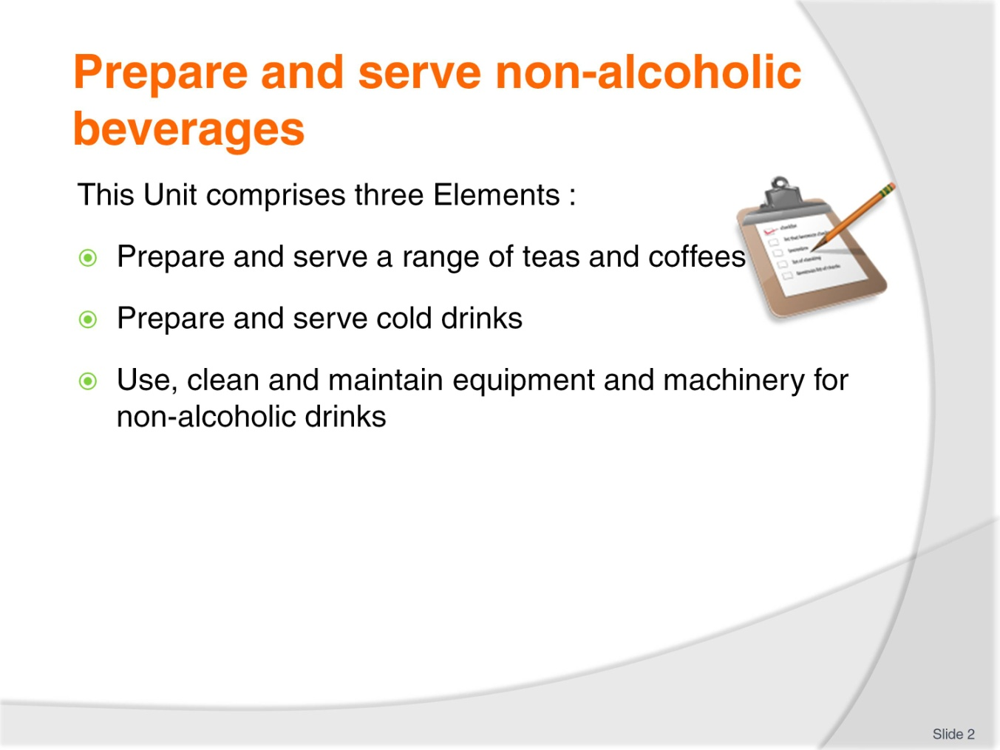 Prepare and serve non-alcoholic
beverages
This Unit comprises three Elements :
Prepare and serve a range of teas and coffees
Prepare and serve cold drinks
Use, clean and maintain equipment and machinery for
non-alcoholic drinks
checklist
Slide 2